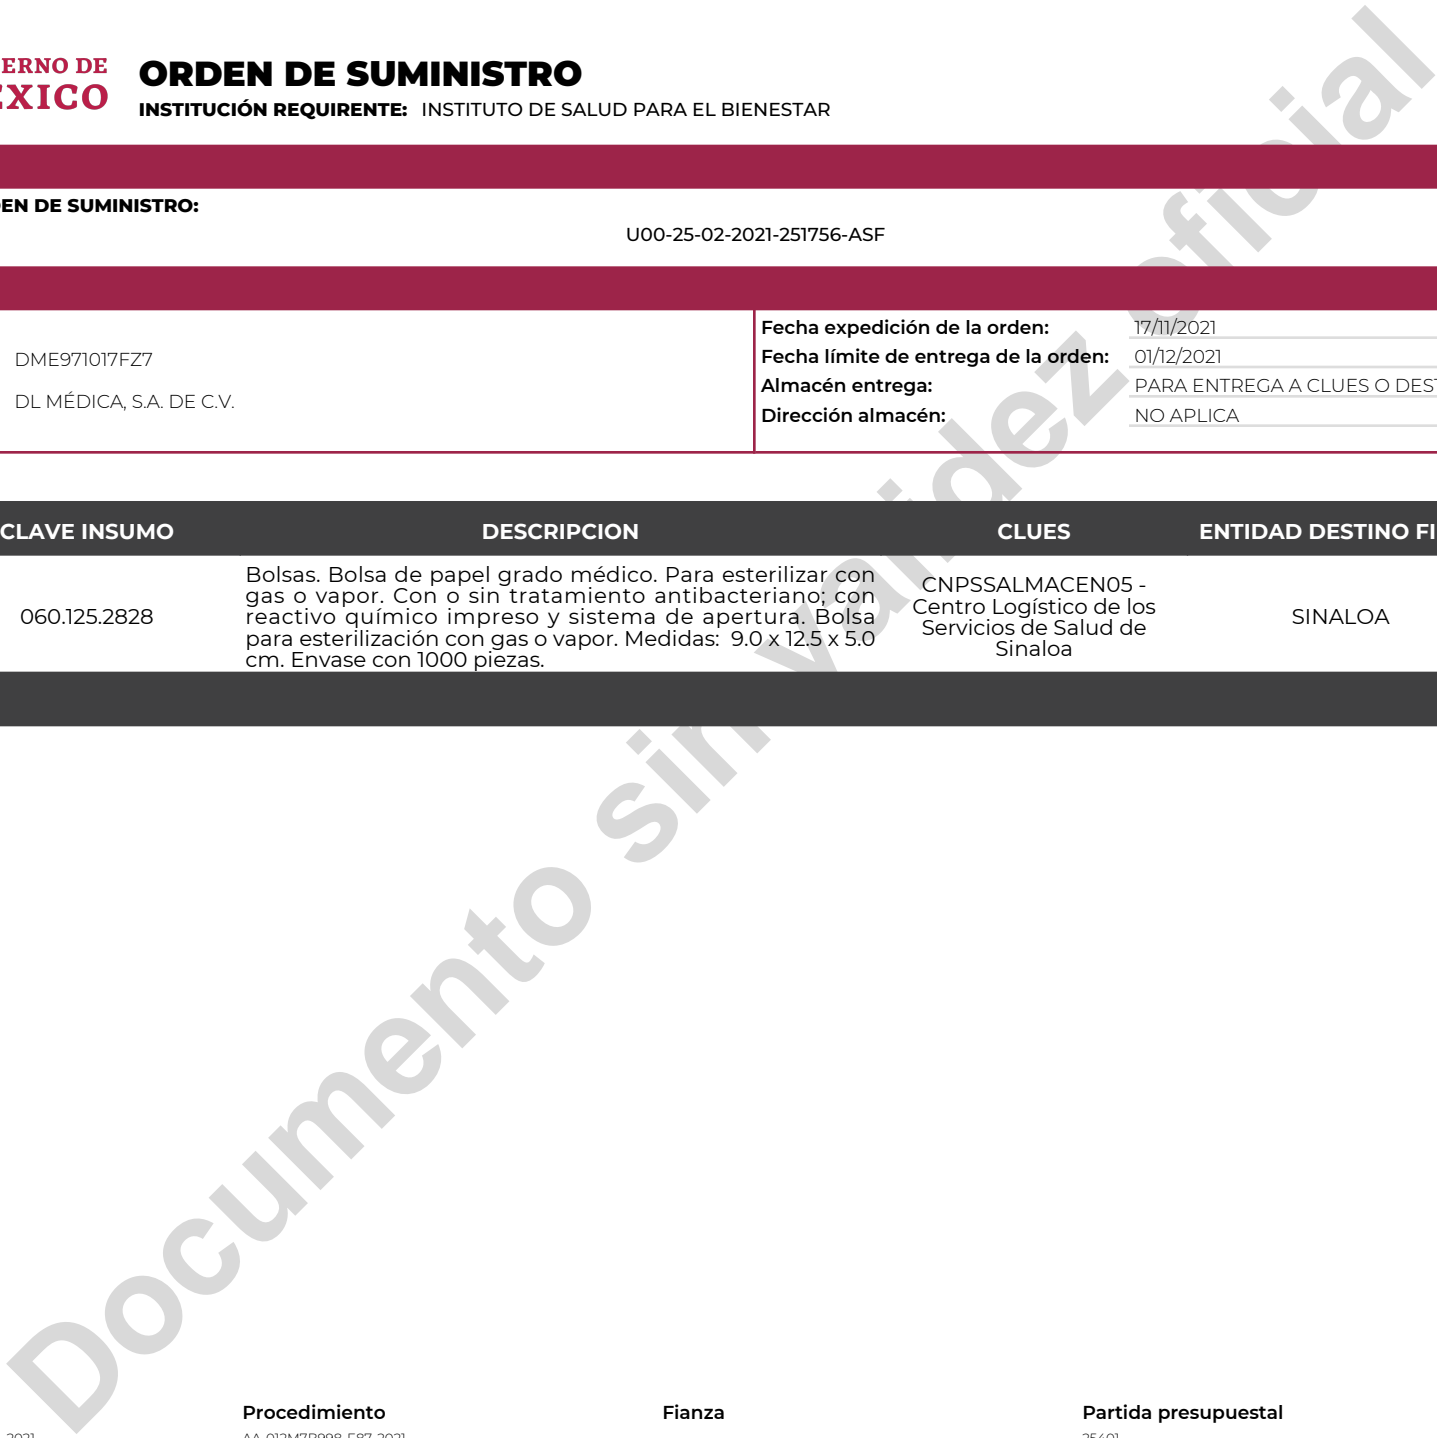 ERNO DE
ÉXICO
ORDEN DE SUMINISTRO
INSTITUCIÓN REQUIRENTE: INSTITUTO DE SALUD PARA EL BIENESTAR
EN DE SUMINISTRO:
U00-25-02-2021-251756-ASF
DME971017FZ7
DL MÉDICA, S.A. DE C.V.
Fecha expedición de la orden: 17/11/2021
Fecha límite de entrega de la orden: 01/12/2021
Almacén entrega: PARA ENTREGA A CLUES O DEST
Dirección almacén: NO APLICA
CLAVE INSUMO DESCRIPCION CLUES ENTIDAD DESTINO FI
060.125.2828
Bolsas. Bolsa de papel grado médico. Para esterilizar con
gas o vapor. Con o sin tratamiento antibacteriano; con
reactivo químico impreso y sistema de apertura. Bolsa
para esterilización con gas o vapor. Medidas: 9.0 x 12.5 x 5.0
cm. Envase con 1000 piezas.
CNPSSALMACEN05 -
Centro Logístico de los
Servicios de Salud de
Sinaloa
SINALOA
Documento sin validez oficial
Procedimiento Fianza Partida presupuestal